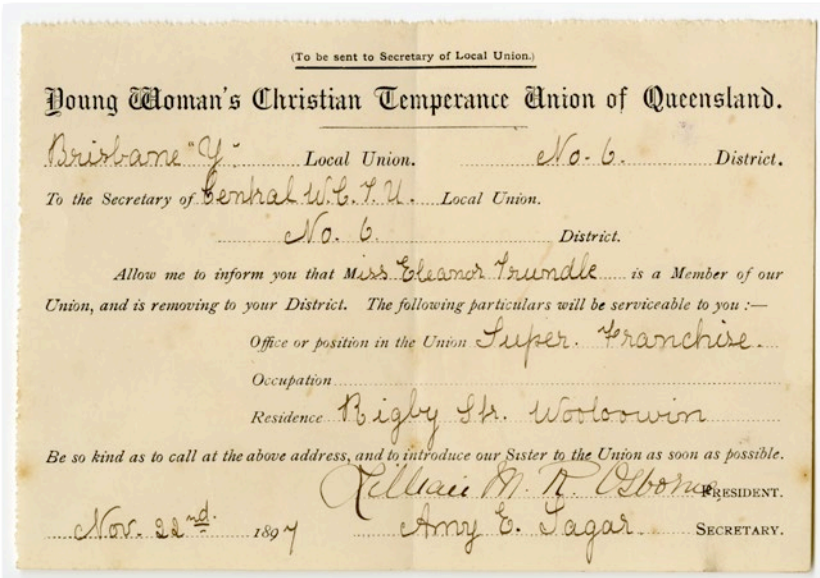 (To be sent to Secretary of Local Union.)
Young Woman's Christian Temperance Union of Queensland.
Brisbane "Y" Local Union. No. 6. District.
To the Secretary of Central W.C.T.U. Local Union.
No. 6. District.
Allow me to inform you that Miss Eleanor Trundle is a Member of our
Union, and is removing to your District. The following particulars will be serviceable to you :—
Office or position in the Union Super. Franchise.
Occupation
Residence Rigby Str. Wooloowin
Be so kind as to call at the above address, and to introduce our Sister to the Union as soon as possible.
Lillian M. R. Osborne PRESIDENT.
Nov. 22nd. 1897 Amy E. Sagar. SECRETARY.